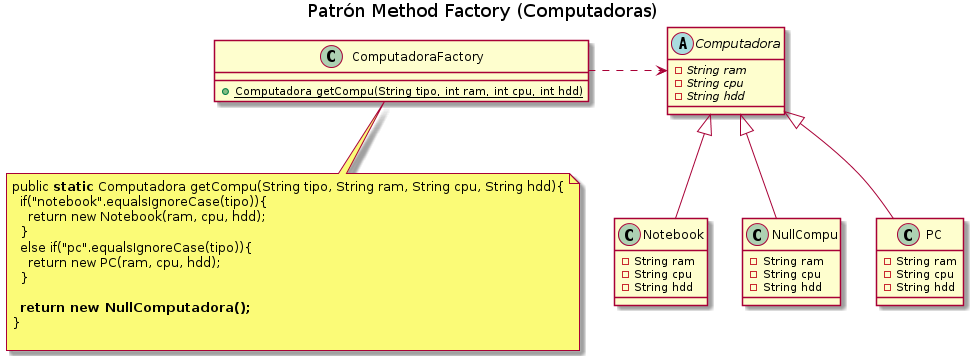 Patrón Method Factory (Computadoras)
C ComputadoraFactory
Computadora getCompu(String tipo, int ram, int cpu, int hdd)
A Computadora
String ram
String cpu
String hdd
public static Computadora getCompu(String tipo, String ram, String cpu, String hdd){
if("notebook".equalsIgnoreCase(tipo)){
return new Notebook(ram, cpu, hdd);
}
else if("pc".equalsIgnoreCase(tipo)){
return new PC(ram, cpu, hdd);
}
return new NullComputadora();
}
C Notebook
String ram
String cpu
String hdd
C NullCompu
String ram
String cpu
String hdd
C PC
String ram
String cpu
String hdd